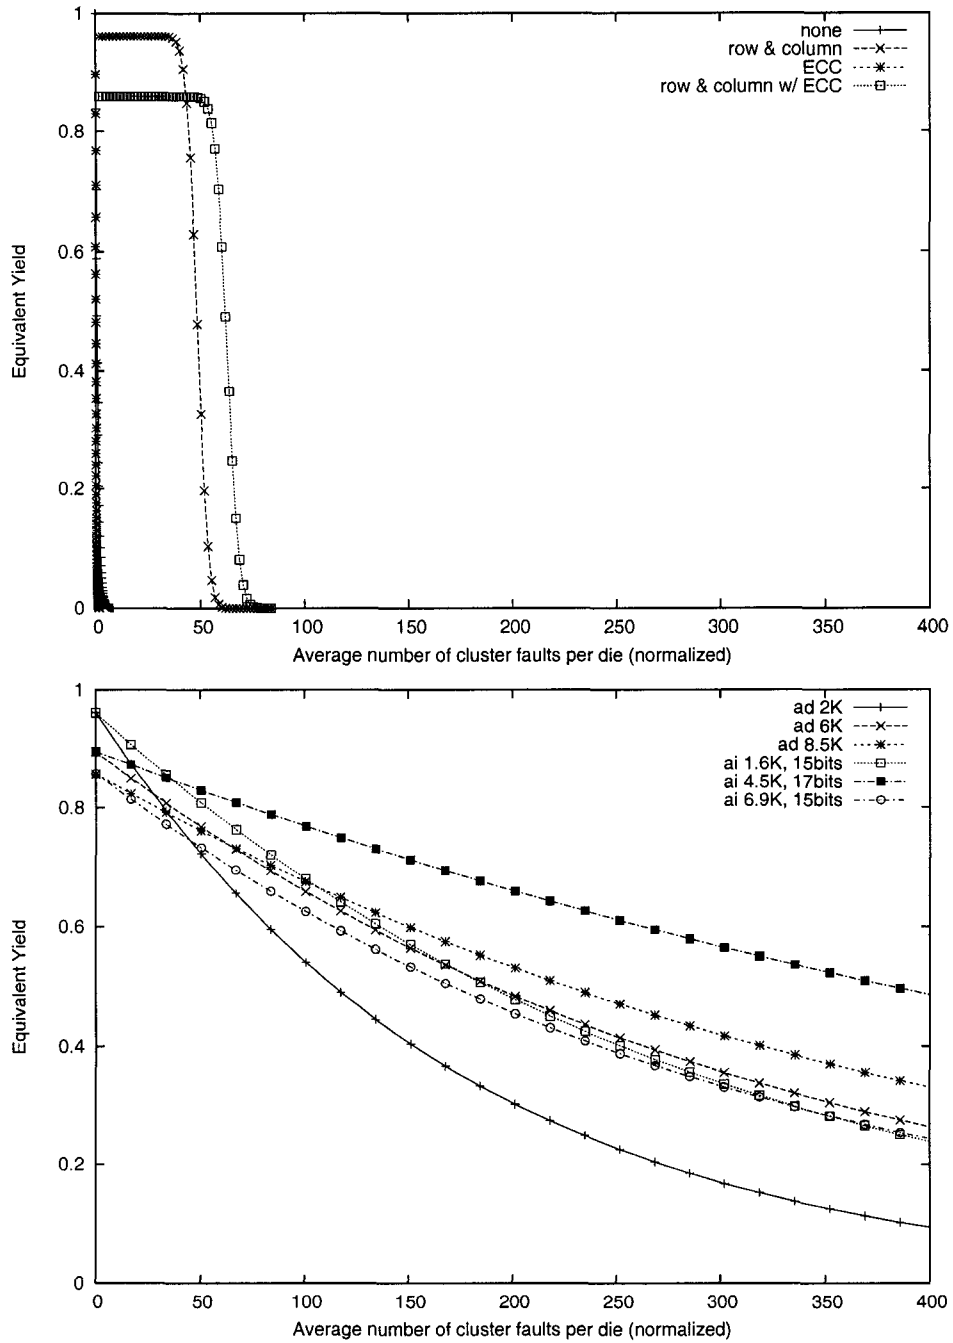 1
none
row & column
ECC
row & column w/ ECC
0.8
0.6
Equivalent Yield
0.4
0.2
0
0 50 100 150 200 250 300 350 400
Average number of cluster faults per die (normalized)
1
ad 2K
ad 6K
ad 8.5K
ai 1.6K, 15bits
ai 4.5K, 17bits
ai 6.9K, 15bits
0.8
0.6
Equivalent Yield
0.4
0.2
0
0 50 100 150 200 250 300 350 400
Average number of cluster faults per die (normalized)